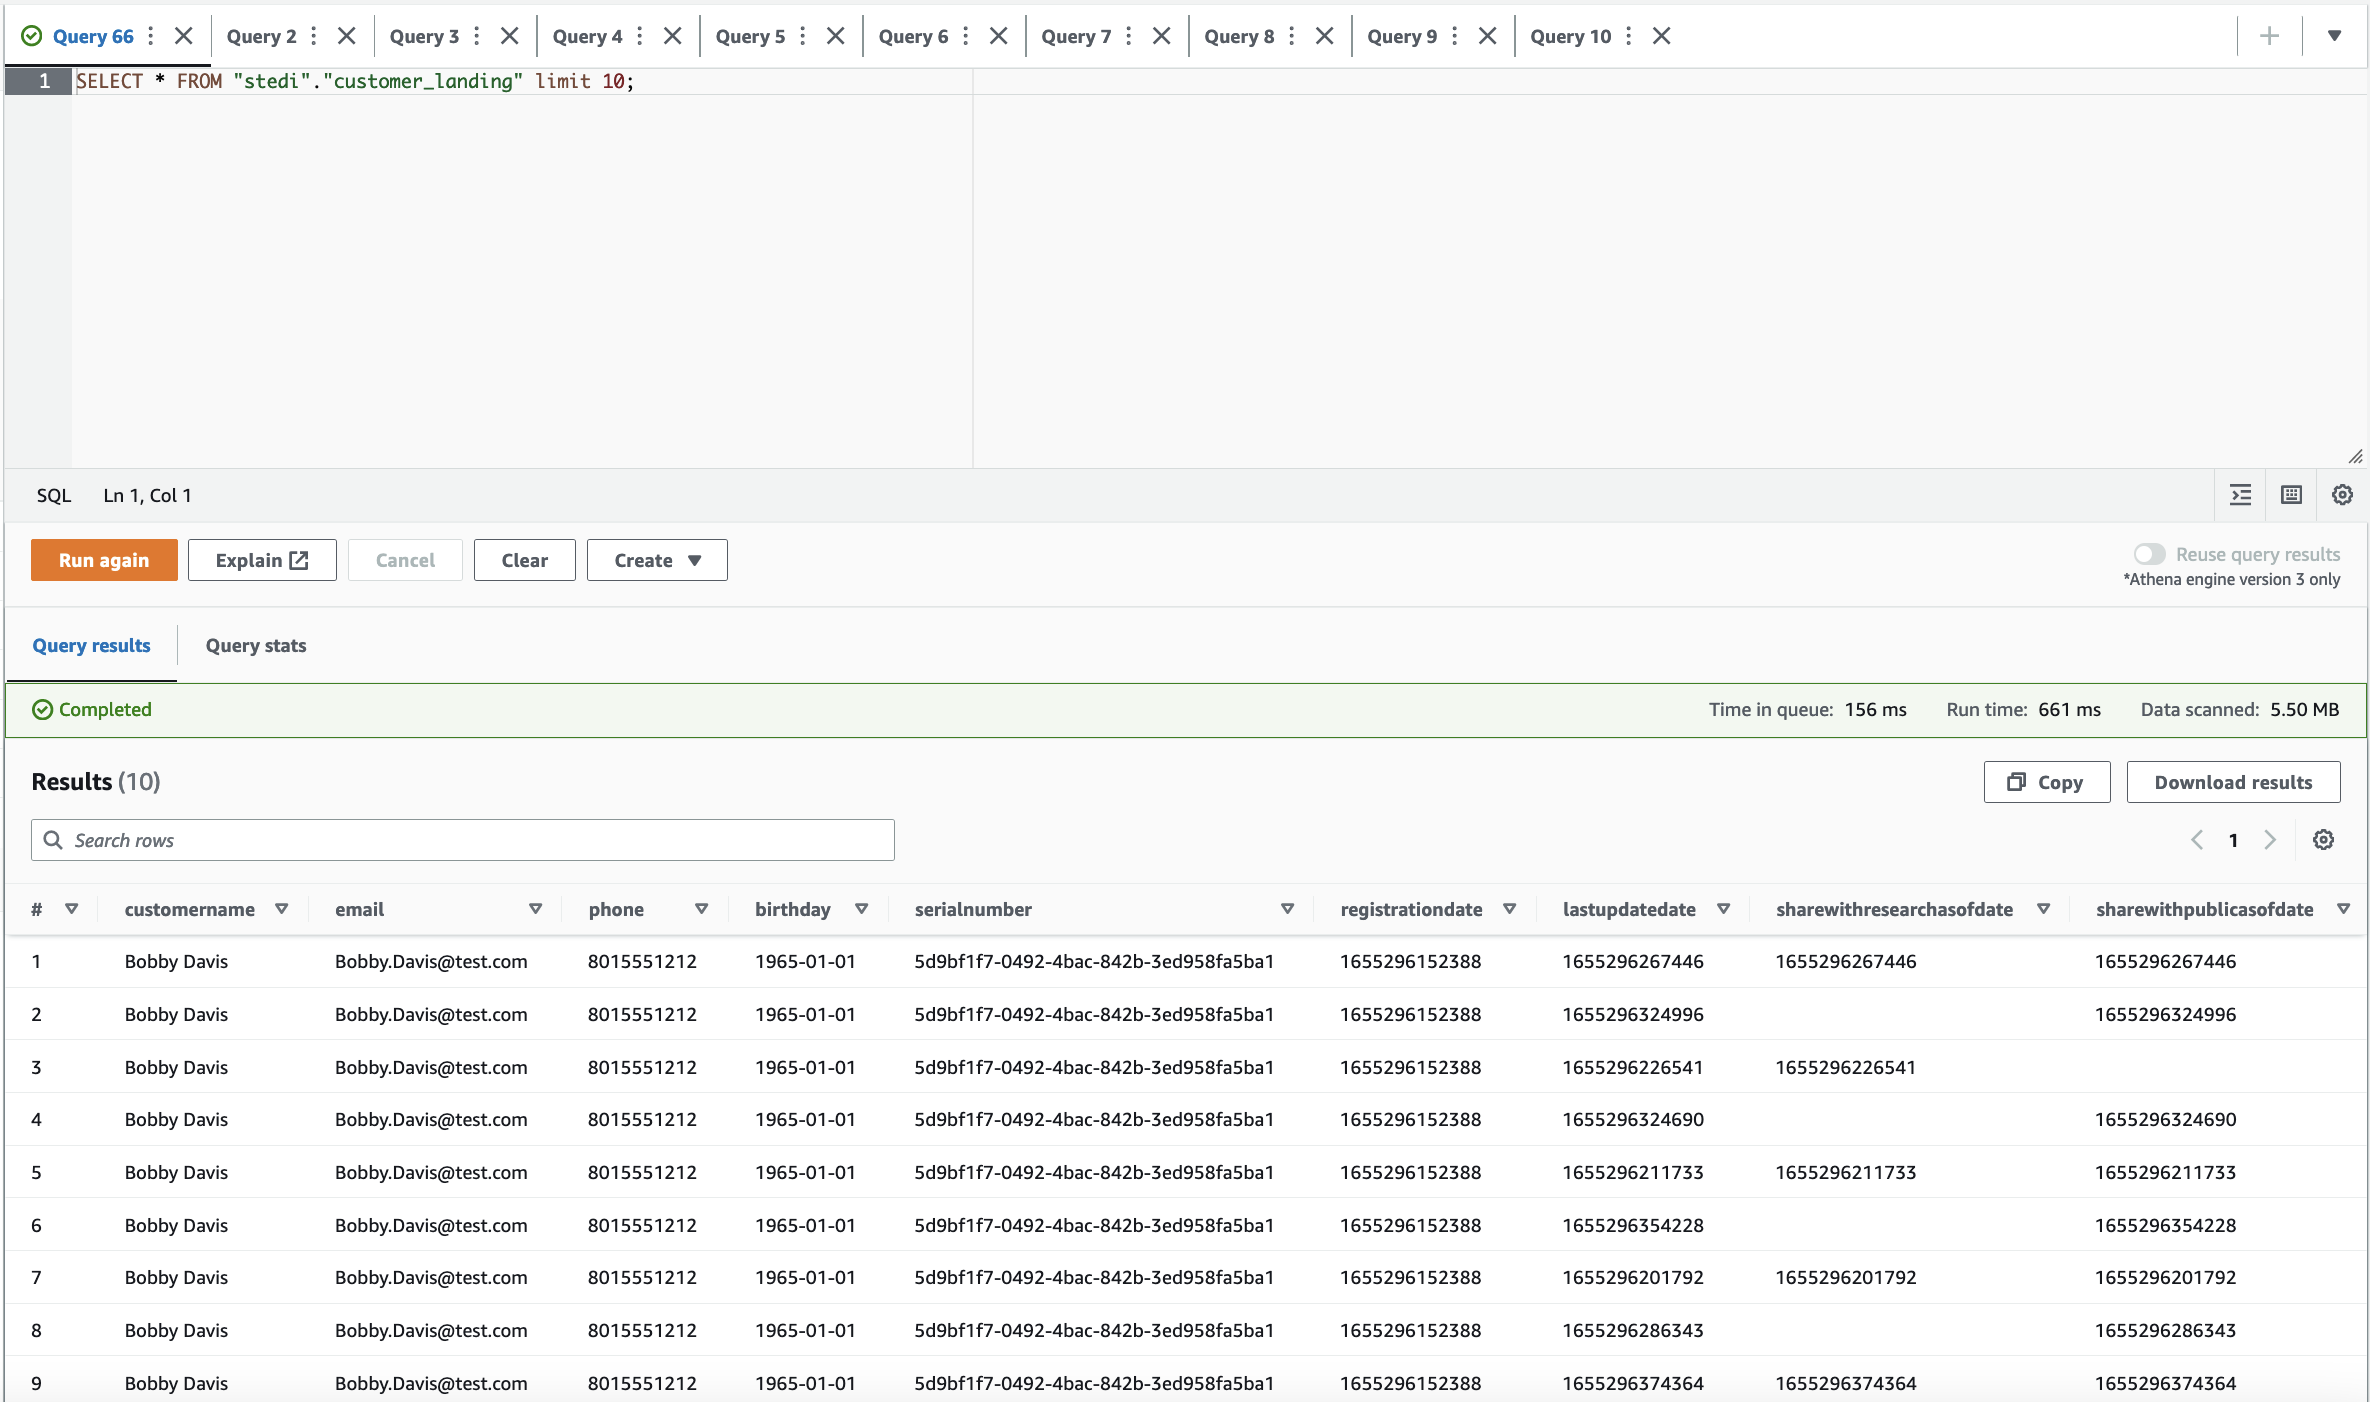 Query 66 Query 2 Query 3 Query 4 Query 5 Query 6 Query 7 Query 8 Query 9 Query 10
1 SELECT * FROM "stedi"."customer_landing" limit 10;
SQL Ln 1, Col 1
Run again Explain Cancel Clear Create Reuse query results
*Athena engine version 3 only
Query results Query stats
Completed Time in queue: 156 ms Run time: 661 ms Data scanned: 5.50 MB
Results (10) Copy Download results
Search rows 1
# customername email phone birthday serialnumber registrationdate lastupdatedate sharewithresearchasofdate sharewithpublicasofdate
1 Bobby Davis Bobby.Davis@test.com 8015551212 1965-01-01 5d9bf1f7-0492-4bac-842b-3ed958fa5ba1 1655296152388 1655296267446 1655296267446 1655296267446
2 Bobby Davis Bobby.Davis@test.com 8015551212 1965-01-01 5d9bf1f7-0492-4bac-842b-3ed958fa5ba1 1655296152388 1655296324996 1655296324996
3 Bobby Davis Bobby.Davis@test.com 8015551212 1965-01-01 5d9bf1f7-0492-4bac-842b-3ed958fa5ba1 1655296152388 1655296226541 1655296226541
4 Bobby Davis Bobby.Davis@test.com 8015551212 1965-01-01 5d9bf1f7-0492-4bac-842b-3ed958fa5ba1 1655296152388 1655296324690 1655296324690
5 Bobby Davis Bobby.Davis@test.com 8015551212 1965-01-01 5d9bf1f7-0492-4bac-842b-3ed958fa5ba1 1655296152388 1655296211733 1655296211733 1655296211733
6 Bobby Davis Bobby.Davis@test.com 8015551212 1965-01-01 5d9bf1f7-0492-4bac-842b-3ed958fa5ba1 1655296152388 1655296354228 1655296354228
7 Bobby Davis Bobby.Davis@test.com 8015551212 1965-01-01 5d9bf1f7-0492-4bac-842b-3ed958fa5ba1 1655296152388 1655296201792 1655296201792 1655296201792
8 Bobby Davis Bobby.Davis@test.com 8015551212 1965-01-01 5d9bf1f7-0492-4bac-842b-3ed958fa5ba1 1655296152388 1655296286343 1655296286343
9 Bobby Davis Bobby.Davis@test.com 8015551212 1965-01-01 5d9bf1f7-0492-4bac-842b-3ed958fa5ba1 1655296152388 1655296374364 1655296374364 1655296374364